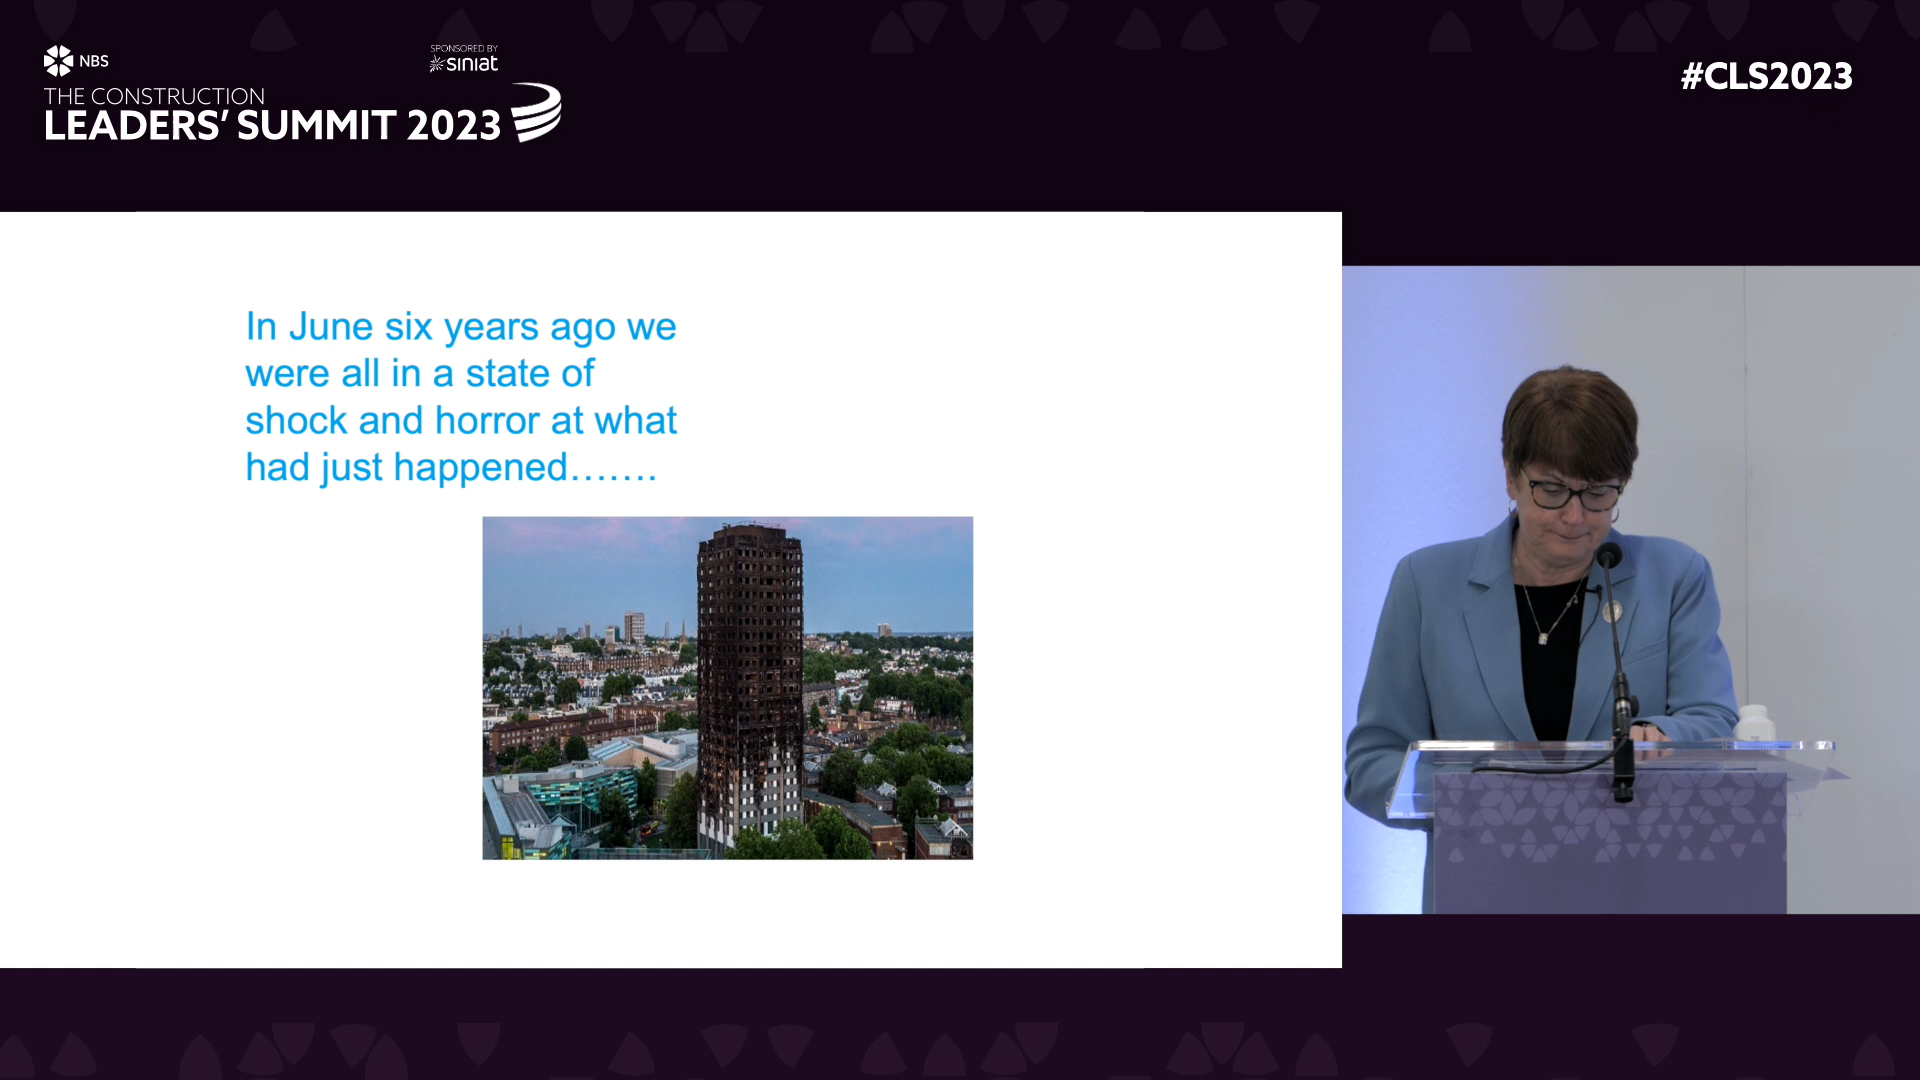 NBS
SPONSORED BY
siniat
THE CONSTRUCTION
LEADERS' SUMMIT 2023
#CLS2023
In June six years ago we
were all in a state of
shock and horror at what
had just happened…….